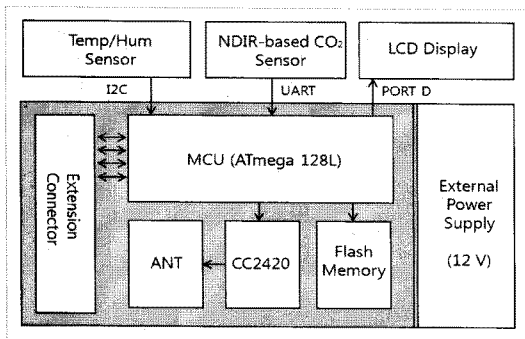 Temp/Hum
Sensor
NDIR-based CO₂
Sensor
LCD Display
I2C
UART
PORT D
Extension
Connector
MCU (ATmega 128L)
External
Power
Supply
(12 V)
ANT
CC2420
Flash
Memory